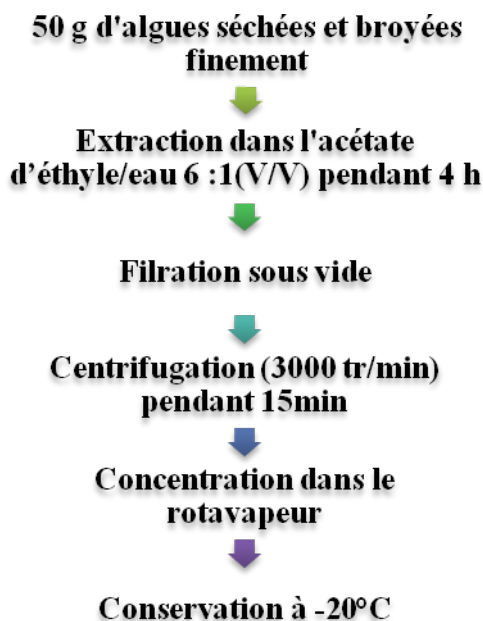 50 g d'algues séchées et broyées
finement
Extraction dans l'acétate
d’éthyle/eau 6 :1(V/V) pendant 4 h
Filration sous vide
Centrifugation (3000 tr/min)
pendant 15min
Concentration dans le
rotavapeur
Conservation à -20°C